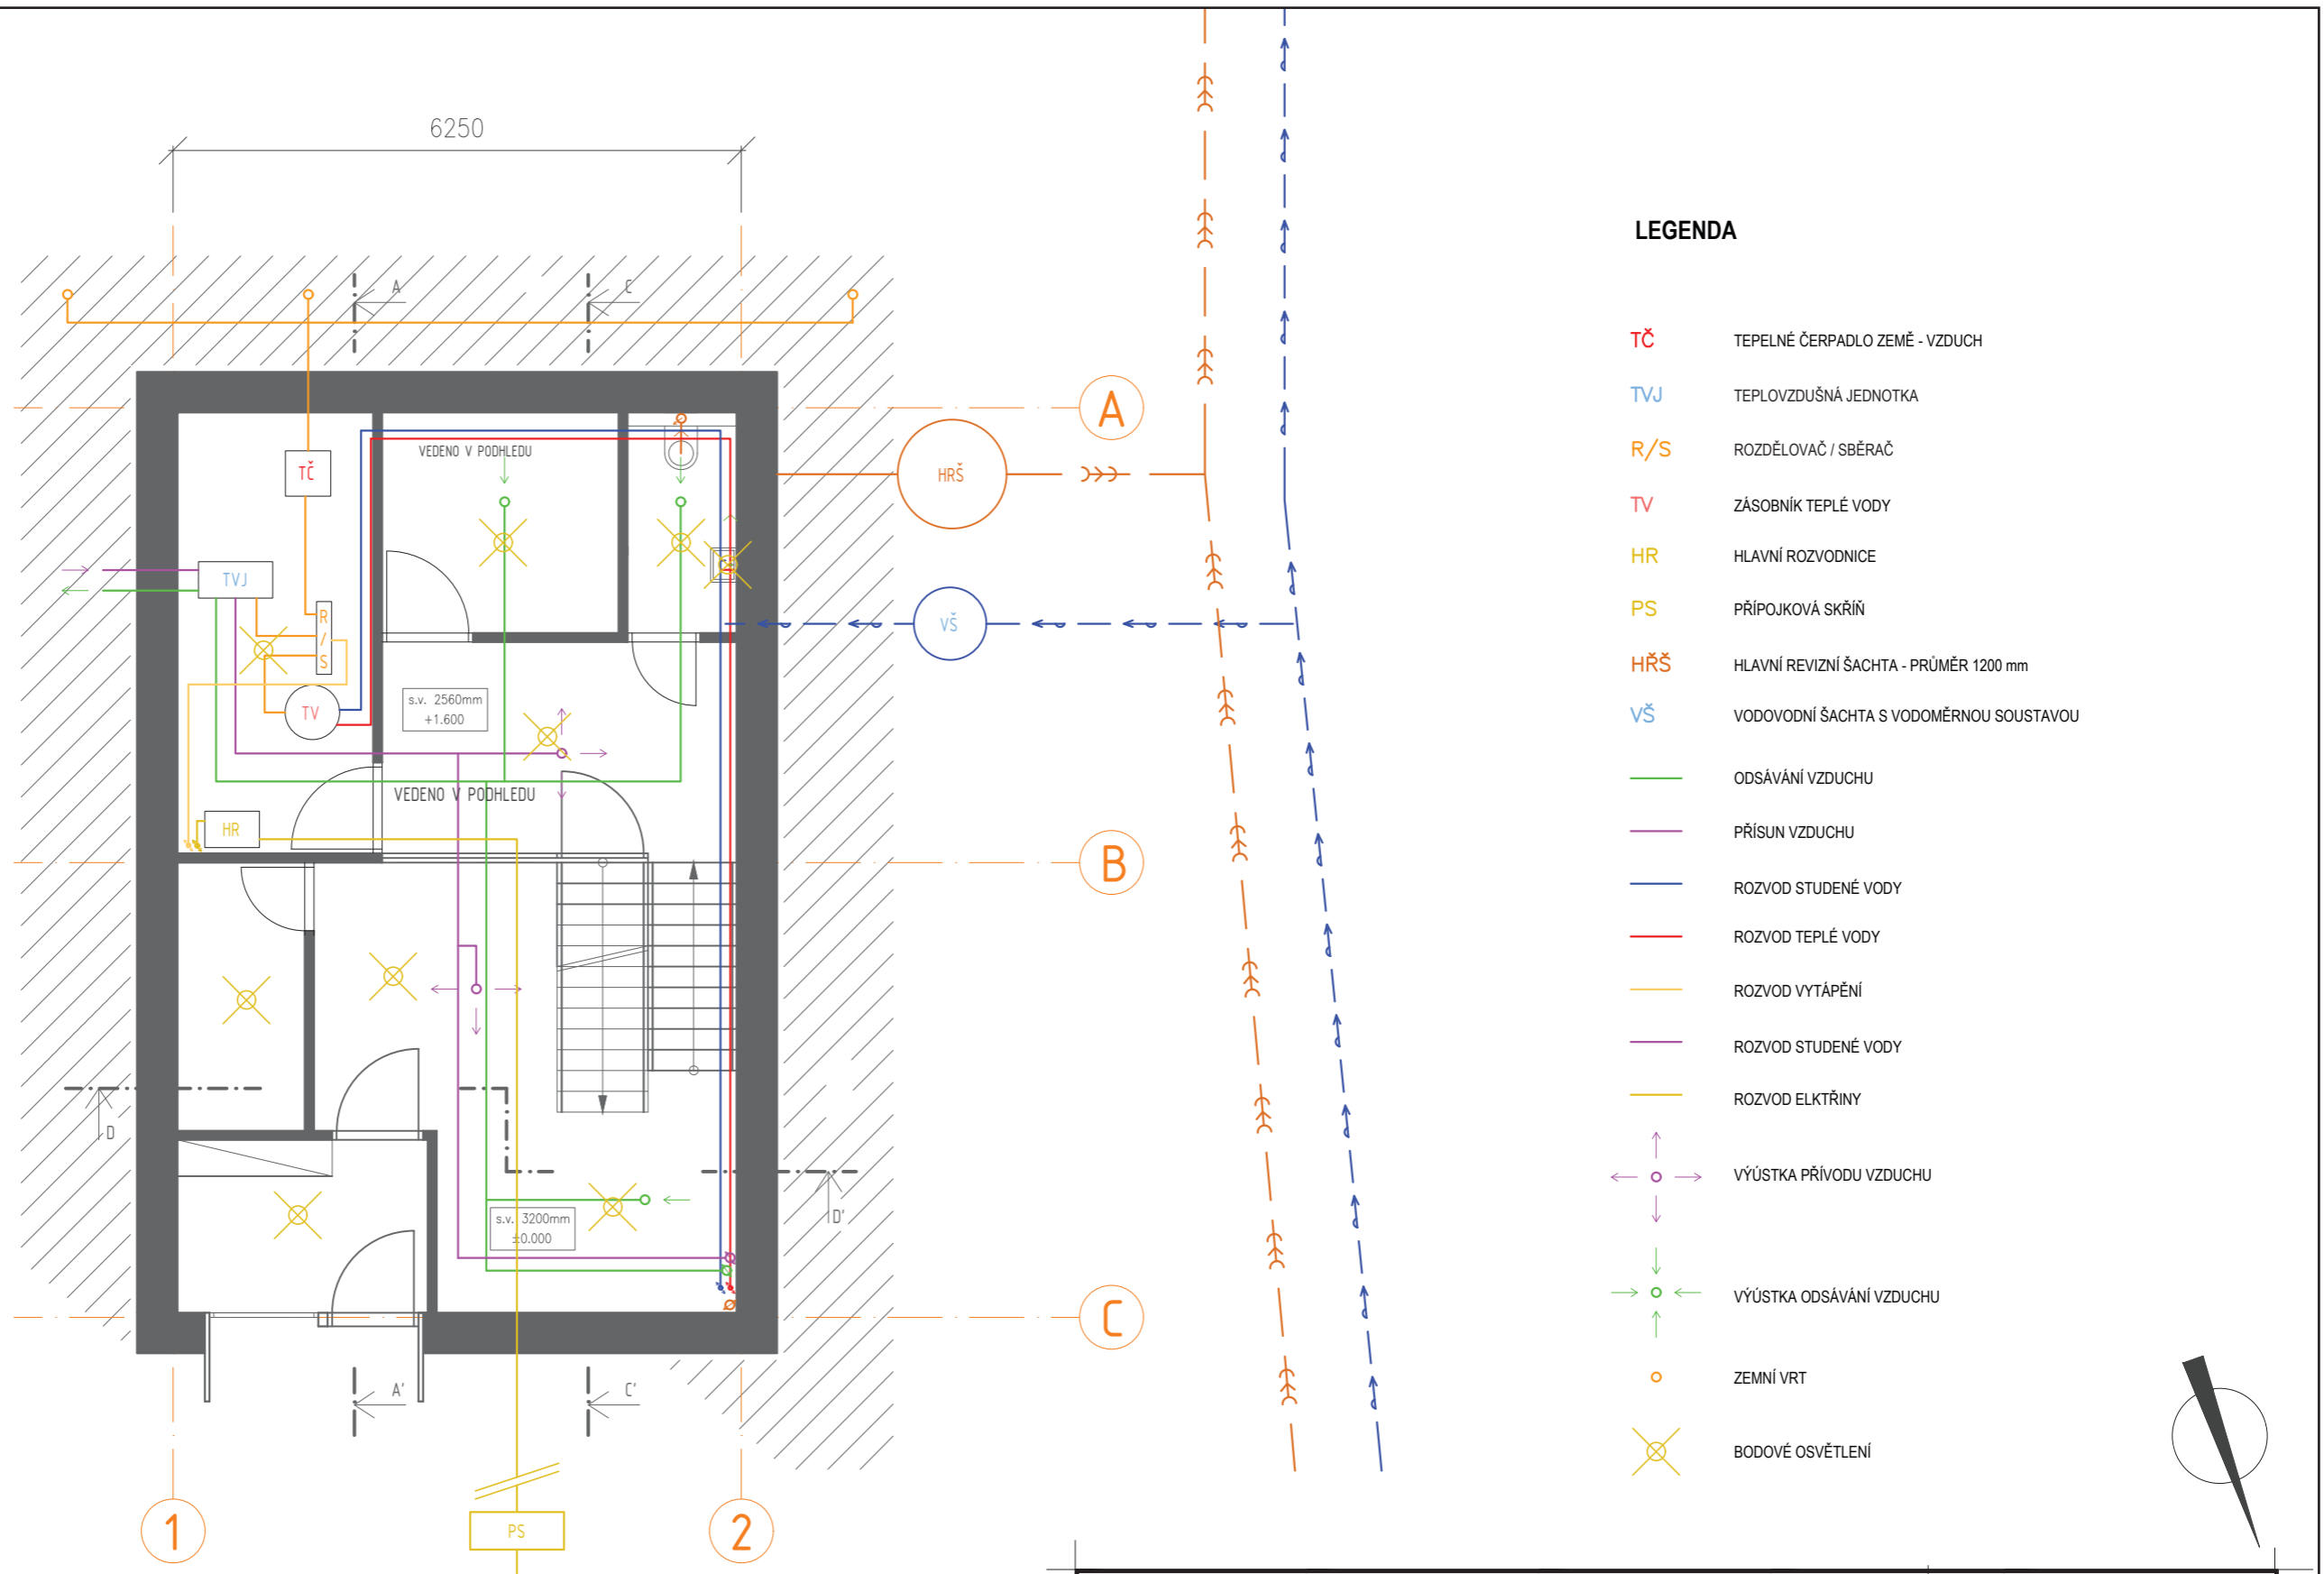 6250
A
C
A
VEDENO V PODHLEDU
TČ
HRŠ
TVJ
R
/
S
VŠ
s.v. 2560mm
+1.600
TV
VEDENO V PODHLEDU
HR
B
D
D'
s.v. 3200mm
±0.000
C
A'
C'
1
PS
2
LEGENDA
TČ TEPELNÉ ČERPADLO ZEMĚ - VZDUCH
TVJ TEPLOVZDUŠNÁ JEDNOTKA
R/S ROZDĚLOVAČ / SBĚRAČ
TV ZÁSOBNÍK TEPLÉ VODY
HR HLAVNÍ ROZVODNICE
PS PŘÍPOJKOVÁ SKŘÍŇ
HŘŠ HLAVNÍ REVIZNÍ ŠACHTA - PRŮMĚR 1200 mm
VŠ VODOVODNÍ ŠACHTA S VODOMĚRNOU SOUSTAVOU
ODSÁVÁNÍ VZDUCHU
PŘÍSUN VZDUCHU
ROZVOD STUDENÉ VODY
ROZVOD TEPLÉ VODY
ROZVOD VYTÁPĚNÍ
ROZVOD STUDENÉ VODY
ROZVOD ELKTŘINY
VÝÚSTKA PŘÍVODU VZDUCHU
VÝÚSTKA ODSÁVÁNÍ VZDUCHU
ZEMNÍ VRT
BODOVÉ OSVĚTLENÍ